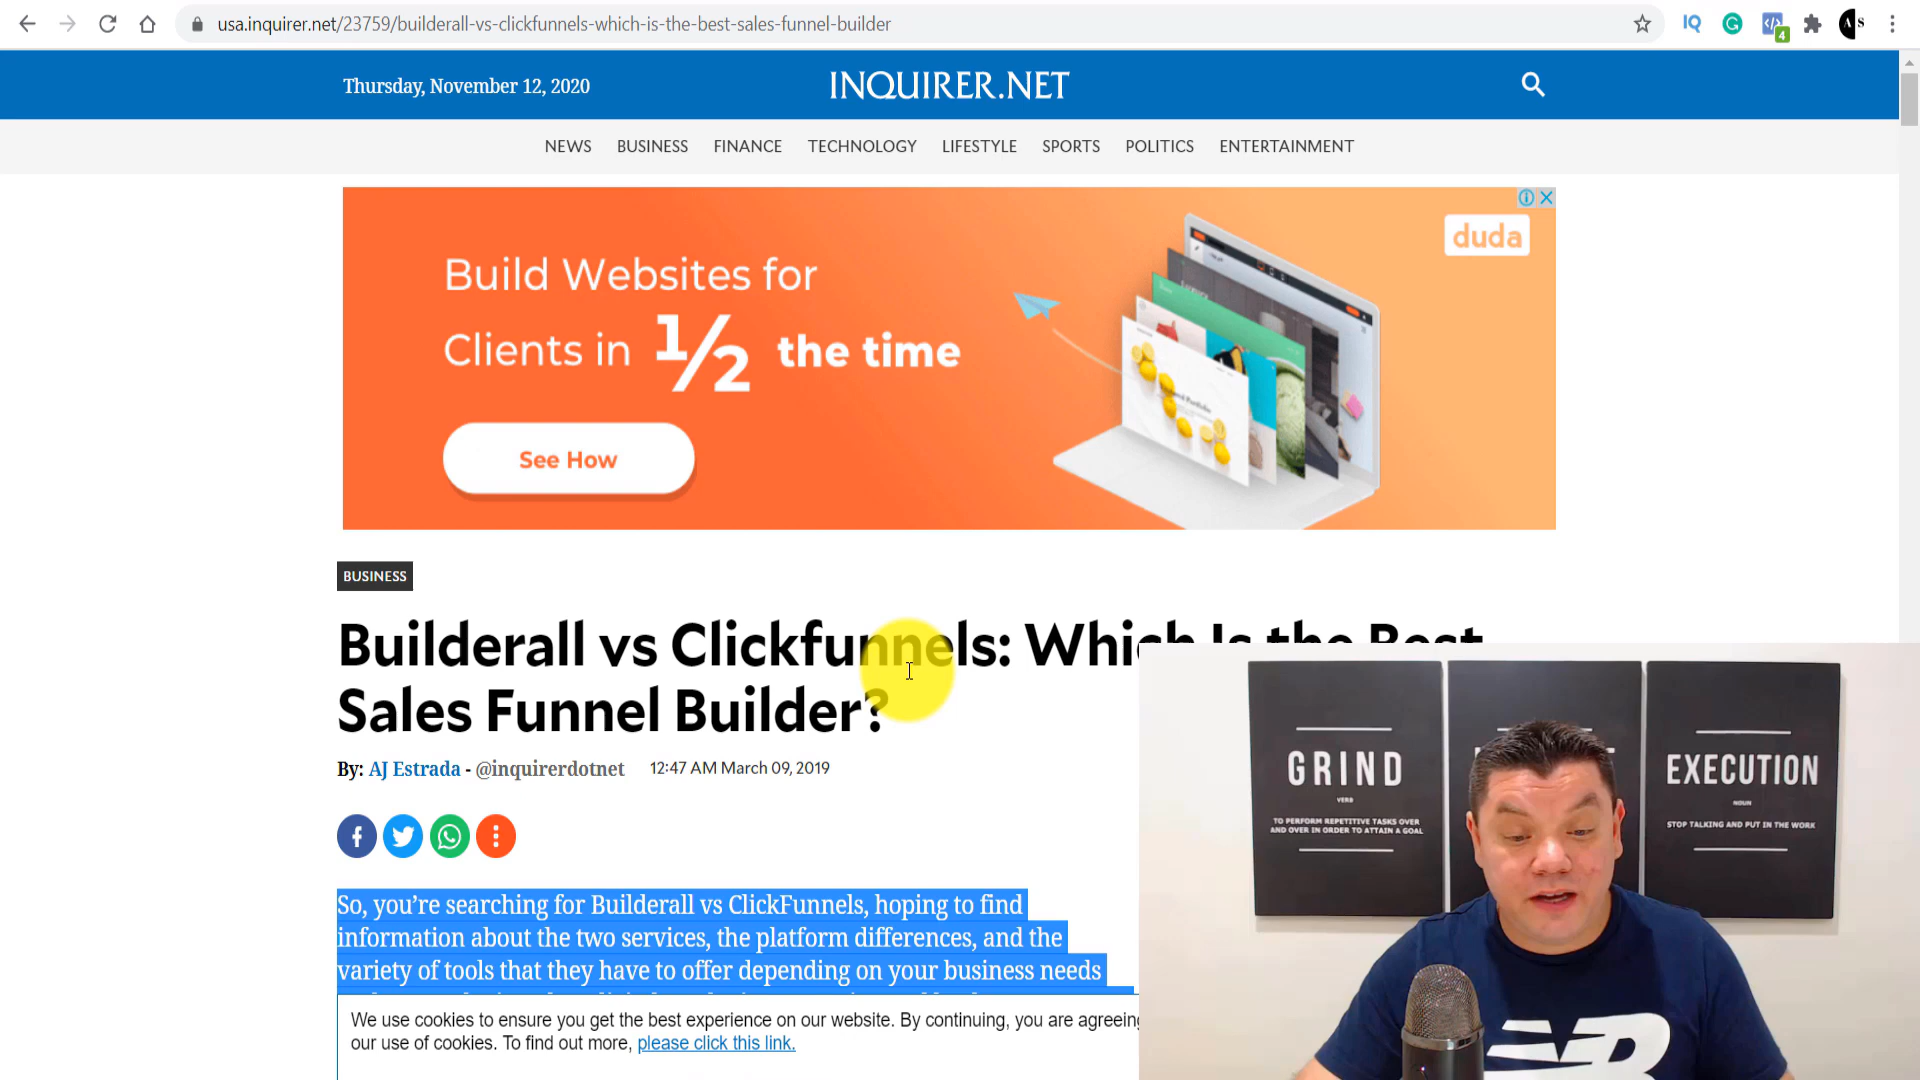 usa.inquirer.net/23759/builderall-vs-clickfunnels-which-is-the-best-sales-funnel-builder
IQ
G
4
A S
Thursday, November 12, 2020
INQUIRER.NET
NEWS BUSINESS FINANCE TECHNOLOGY LIFESTYLE SPORTS POLITICS ENTERTAINMENT
duda
Build Websites for
Clients in 1/2 the time
See How
BUSINESS
Builderall vs Clickfunnels: Which Is the Best
Sales Funnel Builder?
By: AJ Estrada - @inquirerdotnet 12:47 AM March 09, 2019
So, you’re searching for Builderall vs ClickFunnels, hoping to find
information about the two services, the platform differences, and the
variety of tools that they have to offer depending on your business needs
We use cookies to ensure you get the best experience on our website. By continuing, you are agreeing
our use of cookies. To find out more, please click this link.
GRIND
VERB
TO PERFORM REPETITIVE TASKS OVER
AND OVER IN ORDER TO ATTAIN A GOAL
EXECUTION
NOUN
STOP TALKING AND PUT IN THE WORK